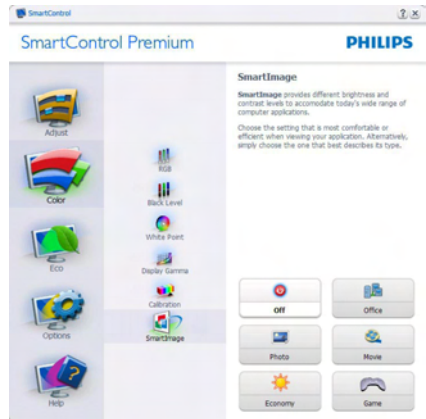 SmartControl
SmartControl Premium
PHILIPS
Adjust
Color
Eco
Options
Help
RGB
Black Level
White Point
Display Gamma
Calibration
SmartImage
SmartImage
SmartImage provides different brightness and
contrast levels to accomodate today's wide range of
computer applications.
Choose the setting that is most comfortable or
efficient when viewing your application. Alternatively,
simply choose the one that best describes its type.
Off
Office
Photo
Movie
Economy
Game